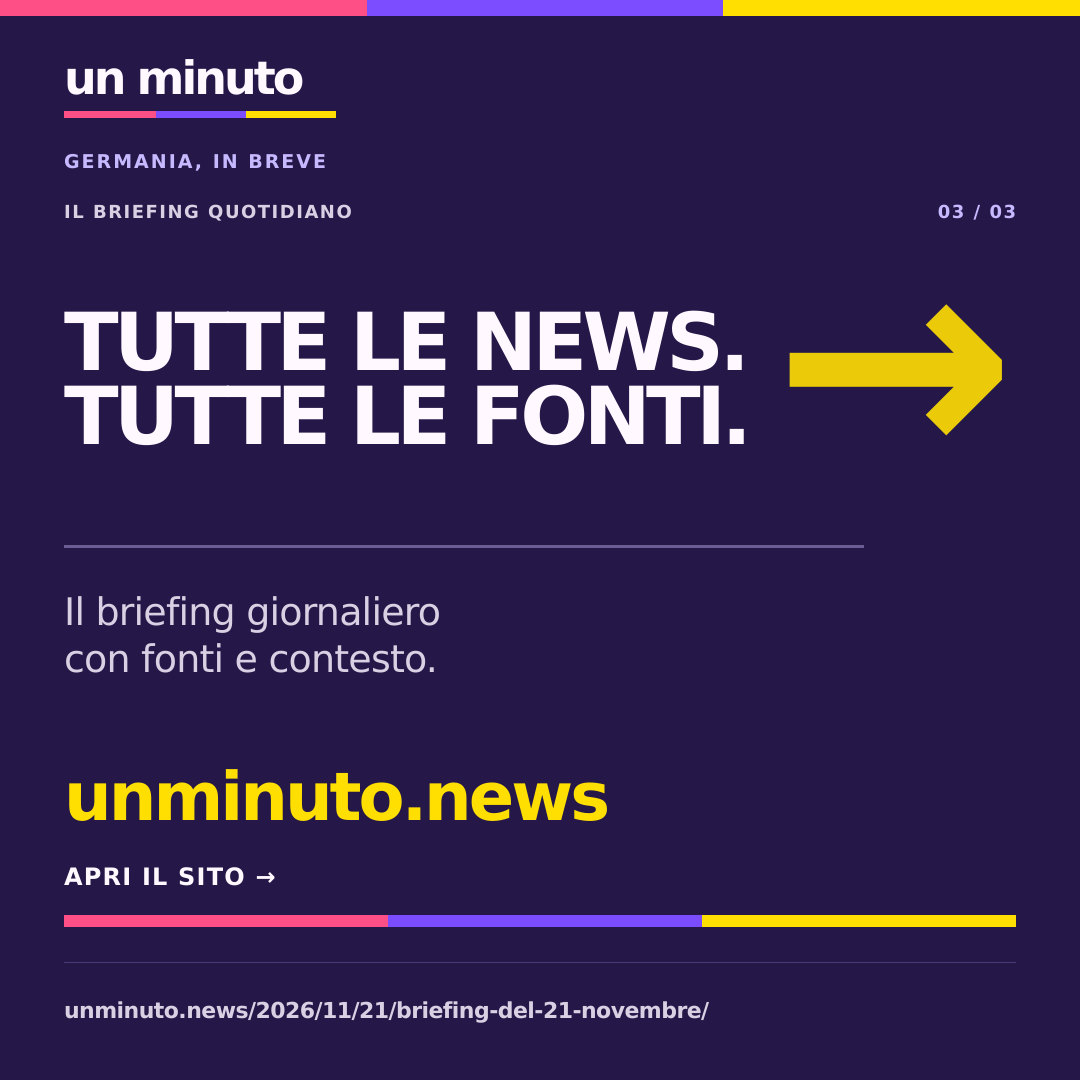 un minuto
GERMANIA, IN BREVE
IL BRIEFING QUOTIDIANO
03 / 03
TUTTE LE NEWS.
TUTTE LE FONTI.
Il briefing giornaliero
con fonti e contesto.
unminuto.news
APRI IL SITO →
unminuto.news/2026/11/21/briefing-del-21-novembre/